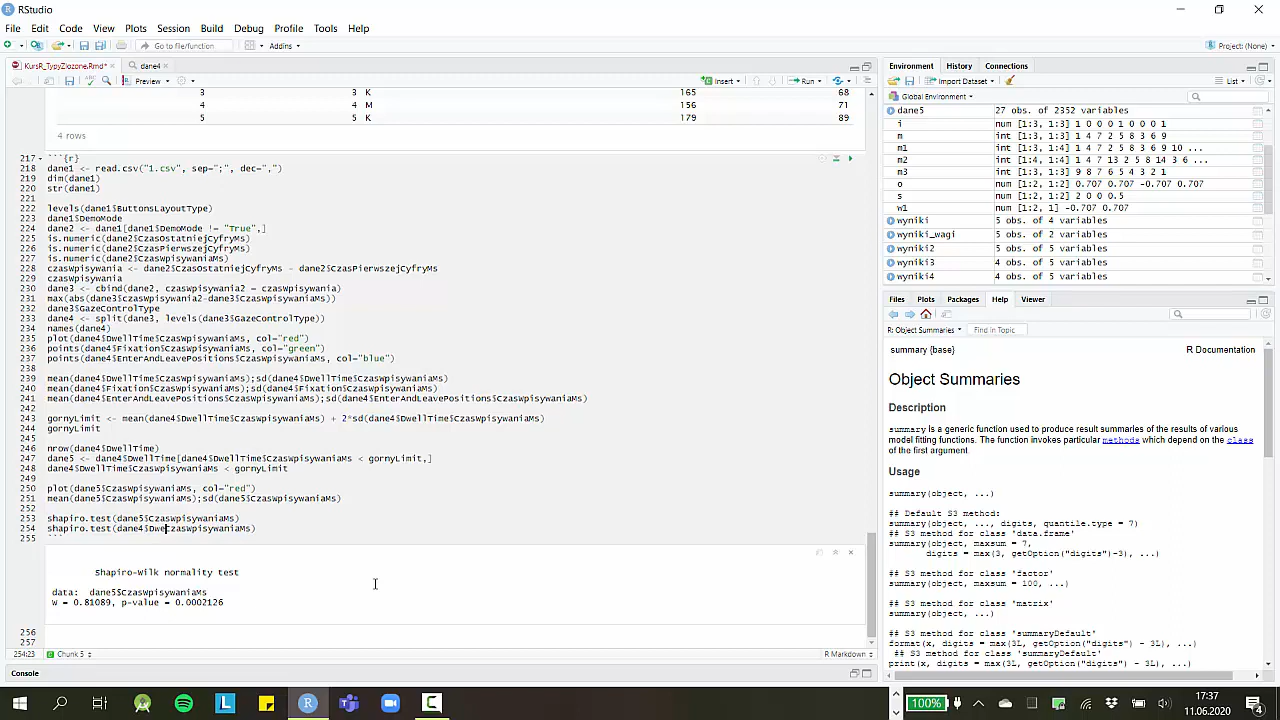 RStudio
File Edit Code View Plots Session Build Debug Profile Tools Help
Go to file/function Addins Project: (None)
KursR_TypyZlozone.Rmd* dane4
Preview Insert Run
3 3 K 165 68
4 4 M 156 71
5 5 K 179 89
4 rows
217 ```{r}
218 dane1 <- read.csv("1.csv", sep=";", dec=",")
219 dim(dane1)
220 str(dane1)
221
222 levels(dane1$ButtonsLayoutType)
223 dane1$DemoMode
224 dane2 <- dane1[dane1$DemoMode != "True",]
225 is.numeric(dane2$CzasOstatniejCyfryMs)
226 is.numeric(dane2$CzasPierwszejCyfryMs)
227 is.numeric(dane2$CzasWpisywaniaMs)
228 czasWpisywania <- dane2$CzasOstatniejCyfryMs - dane2$CzasPierwszejCyfryMs
229 czasWpisywania
230 dane3 <- cbind(dane2, czasWpisywania2 = czasWpisywania)
231 max(abs(dane3$czasWpisywania2-dane3$CzasWpisywaniaMs))
232 dane3$GazeControlType
233 dane4 <- split(dane3, levels(dane3$GazeControlType))
234 names(dane4)
235 plot(dane4$DwellTime$CzasWpisywaniaMs, col="red")
236 points(dane4$Fixation$CzasWpisywaniaMs, col="green")
237 points(dane4$EnterAndLeavePositions$CzasWpisywaniaMs, col="blue")
238
239 mean(dane4$DwellTime$CzasWpisywaniaMs);sd(dane4$DwellTime$CzasWpisywaniaMs)
240 mean(dane4$Fixation$CzasWpisywaniaMs);sd(dane4$Fixation$CzasWpisywaniaMs)
241 mean(dane4$EnterAndLeavePositions$CzasWpisywaniaMs);sd(dane4$EnterAndLeavePositions$CzasWpisywaniaMs)
242
243 gornyLimit <- mean(dane4$DwellTime$CzasWpisywaniaMs) + 2*sd(dane4$DwellTime$CzasWpisywaniaMs)
244 gornyLimit
245
246 nrow(dane4$DwellTime)
247 dane5 <- dane4$DwellTime[dane4$DwellTime$CzasWpisywaniaMs < gornyLimit,]
248 dane4$DwellTime$CzasWpisywaniaMs < gornyLimit
249
250 plot(dane5$CzasWpisywaniaMs, col="red")
251 mean(dane5$CzasWpisywaniaMs);sd(dane5$CzasWpisywaniaMs)
252
253 shapiro.test(dane5$CzasWpisywaniaMs)
254 shapiro.test(dane4$DweCzasWpisywaniaMs)
255 ```
Shapiro-Wilk normality test
data: dane5$CzasWpisywaniaMs
W = 0.81089, p-value = 0.0002126
256
257
254:23 Chunk 5 R Markdown
Console
Environment History Connections
Import Dataset List
Global Environment
dane5 27 obs. of 2352 variables
i num [1:3, 1:3] 1 0 0 0 1 0 0 0 1
m int [1:3, 1:3] 1 4 7 2 5 8 3 6 9
m1 int [1:3, 1:4] 1 4 7 2 5 8 3 6 9 10 ...
m2 int [1:4, 1:4] 1 4 7 13 2 5 8 14 3 6 ...
m3 int [1:3, 1:3] 9 8 7 6 5 4 3 2 1
o num [1:2, 1:2] 0.707 0.707 -0.707 0.707
s num [1:2, 1:2] 2 0 0 0.5
w1 num [1:2, 1] -0.707 0.707
wyniki 5 obs. of 4 variables
wyniki_wagi 5 obs. of 2 variables
wyniki2 5 obs. of 5 variables
wyniki3 4 obs. of 5 variables
wyniki4 4 obs. of 5 variables
Files Plots Packages Help Viewer
R: Object Summaries Find in Topic
summary {base} R Documentation
Object Summaries
Description
summary is a generic function used to produce result summaries of the results of various
model fitting functions. The function invokes particular methods which depend on the class
of the first argument.
Usage
summary(object, ...)
## Default S3 method:
summary(object, ..., digits, quantile.type = 7)
## S3 method for class 'data.frame'
summary(object, maxsum = 7,
digits = max(3, getOption("digits")-3), ...)
## S3 method for class 'factor'
summary(object, maxsum = 100, ...)
## S3 method for class 'matrix'
summary(object, ...)
## S3 method for class 'summaryDefault'
format(x, digits = max(3L, getOption("digits") - 3L), ...)
## S3 method for class 'summaryDefault'
print(x, digits = max(3L, getOption("digits") - 3L), ...)
100% 17:37
11.06.2020